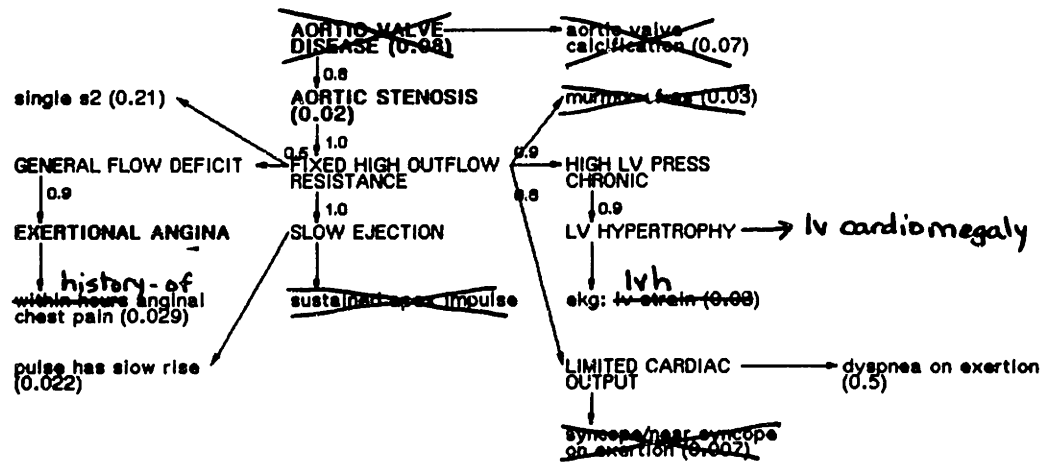 AORTIC VALVE
DISEASE (0.08)
aortic valve
calcification (0.07)
0.8
single s2 (0.21)
AORTIC STENOSIS
(0.02)
(0.03)
1.0
0.5
0.9
GENERAL FLOW DEFICIT
FIXED HIGH OUTFLOW
RESISTANCE
HIGH LV PRESS
CHRONIC
0.9
1.0
0.9
EXERTIONAL ANGINA
SLOW EJECTION
LV HYPERTROPHY
lv cardiomegaly
history-of
within hours anginal
chest pain (0.029)
sustained apex impulse
lvh
ekg: lv strain (0.03)
pulse has slow rise
(0.022)
LIMITED CARDIAC
OUTPUT
dyspnea on exertion
(0.5)
syncope/near syncope
on exertion (0.007)